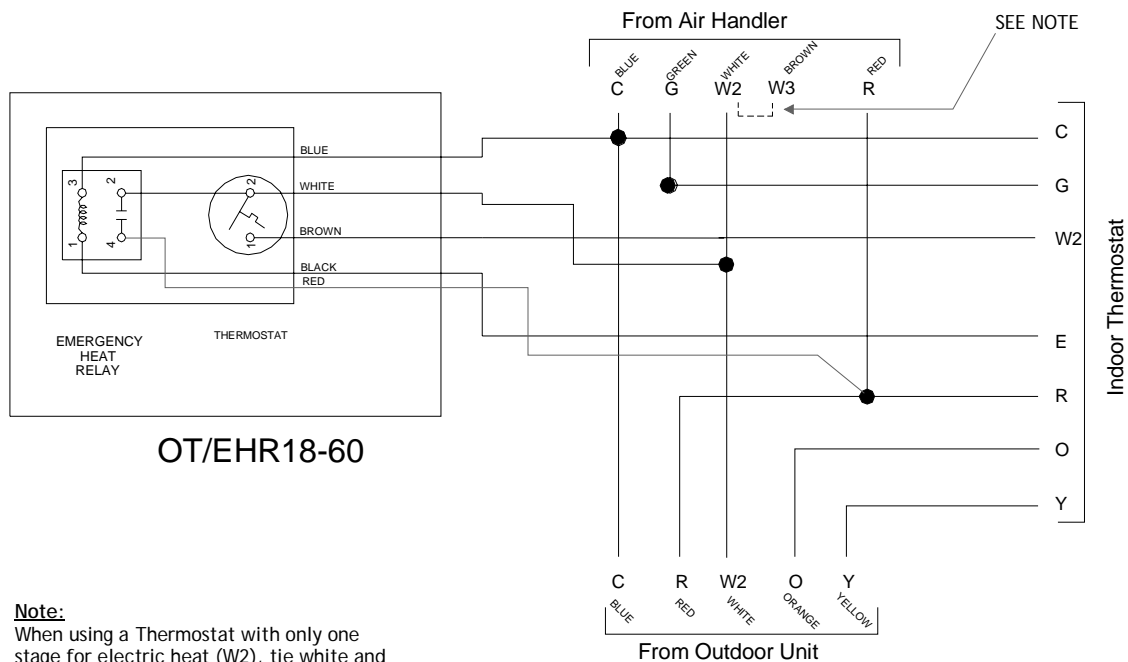 From Air Handler
SEE NOTE
BLUE GREEN WHITE BROWN RED
C G W2 W3 R
C
G
W2
E
R
O
Y
Indoor Thermostat
BLUE
WHITE
BROWN
BLACK
RED
3 2
1 4
2
1
EMERGENCY
HEAT
RELAY
THERMOSTAT
OT/EHR18-60
C R W2 O Y
BLUE RED WHITE ORANGE YELLOW
From Outdoor Unit
Note:
When using a Thermostat with only one
stage for electric heat (W2), tie white and